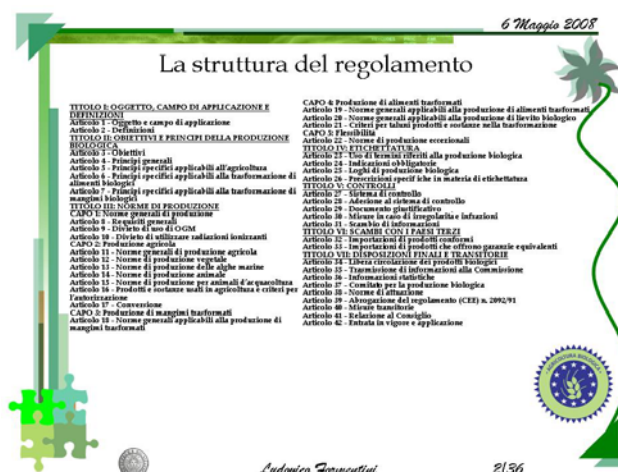 6 Maggio 2008
La struttura del regolamento
TITOLO I: OGGETTO, CAMPO DI APPLICAZIONE E
DEFINIZIONI
Articolo 1 - Oggetto e campo di applicazione
Articolo 2 - Definizioni
TITOLO II: OBIETTIVI E PRINCIPI DELLA PRODUZIONE
BIOLOGICA
Articolo 3 - Obiettivi
Articolo 4 - Principi generali
Articolo 5 - Principi specifici applicabili all'agricoltura
Articolo 6 - Principi specifici applicabili alla trasformazione di
alimenti biologici
Articolo 7 - Principi specifici applicabili alla trasformazione di
mangimi biologici
TITOLO III: NORME DI PRODUZIONE
CAPO 1: Norme generali di produzione
Articolo 8 - Requisiti generali
Articolo 9 - Divieto di uso di OGM
Articolo 10 - Divieto di utilizzare radiazioni ionizzanti
CAPO 2: Produzione agricola
Articolo 11 - Norme generali di produzione agricola
Articolo 12 - Norme di produzione vegetale
Articolo 13 - Norme di produzione delle alghe marine
Articolo 14 - Norme di produzione animale
Articolo 15 - Norme di produzione per animali d'acquacoltura
Articolo 16 - Prodotti e sostanze usati in agricoltura e criteri per
l'autorizzazione
Articolo 17 - Conversione
CAPO 3: Produzione di mangimi trasformati
Articolo 18 - Norme generali applicabili alla produzione di
mangimi trasformati
CAPO 4: Produzione di alimenti trasformati
Articolo 19 - Norme generali applicabili alla produzione di alimenti trasformati
Articolo 20 - Norme generali applicabili alla produzione di lievito biologico
Articolo 21 - Criteri per taluni prodotti e sostanze nella trasformazione
CAPO 5: Flessibilità
Articolo 22 - Norme di produzione eccezionali
TITOLO IV: ETICHETTATURA
Articolo 23 - Uso di termini riferiti alla produzione biologica
Articolo 24 - Indicazioni obbligatorie
Articolo 25 - Loghi di produzione biologica
Articolo 26 - Prescrizioni specifiche in materia di etichettatura
TITOLO V: CONTROLLI
Articolo 27 - Sistema di controllo
Articolo 28 - Adesione al sistema di controllo
Articolo 29 - Documento giustificativo
Articolo 30 - Misure in caso di irregolarità e infrazioni
Articolo 31 - Scambio di informazioni
TITOLO VI: SCAMBI CON I PAESI TERZI
Articolo 32 - Importazioni di prodotti conformi
Articolo 33 - Importazioni di prodotti che offrono garanzie equivalenti
TITOLO VII: DISPOSIZIONI FINALI E TRANSITORIE
Articolo 34 - Libera circolazione dei prodotti biologici
Articolo 35 - Trasmissione di informazioni alla Commissione
Articolo 36 - Informazioni statistiche
Articolo 37 - Comitato per la produzione biologica
Articolo 38 - Norme di attuazione
Articolo 39 - Abrogazione del regolamento (CEE) n. 2092/91
Articolo 40 - Misure transitorie
Articolo 41 - Relazione al Consiglio
Articolo 42 - Entrata in vigore e applicazione
AGRICOLTURA BIOLOGICA
Ludovico Formentini
2/36